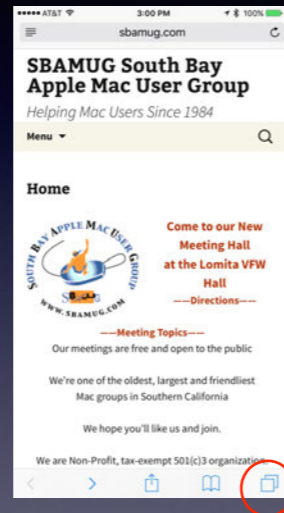 AT&T 3:00 PM 100%
sbamug.com
SBAMUG South Bay
Apple Mac User Group
Helping Mac Users Since 1984
Menu
Home
SOUTH BAY APPLE MAC USER GROUP
WWW.SBAMUG.COM
Come to our New
Meeting Hall
at the Lomita VFW
Hall
——Directions——
——Meeting Topics——
Our meetings are free and open to the public
We're one of the oldest, largest and friendliest
Mac groups in Southern California
We hope you'll like us and join.
We are Non-Profit, tax-exempt 501(c)3 organization.